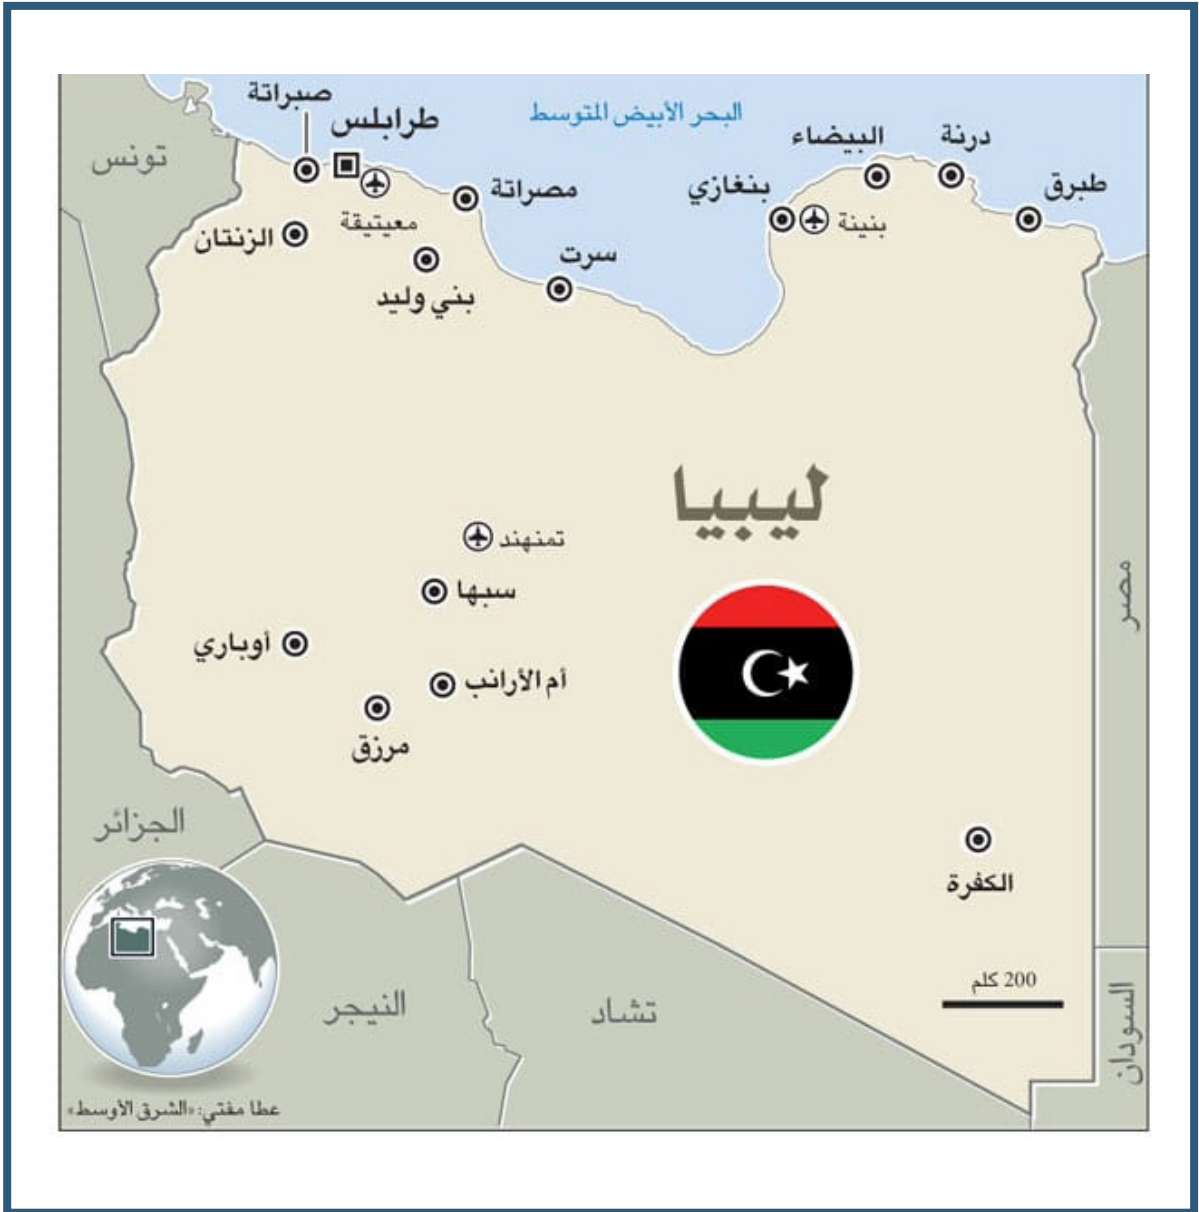 صبراتة
طرابلس
البحر الأبيض المتوسط
البيضاء
درنة
تونس
معيتيقة
مصراتة
بنغازي
بنينة
طبرق
الزنتان
بني وليد
سرت
ليبيا
تمنهند
سبها
مصر
أوباري
أم الأرانب
مرزق
الجزائر
الكفرة
200 كلم
النيجر
تشاد
السودان
عطا مفتي: «الشرق الأوسط»